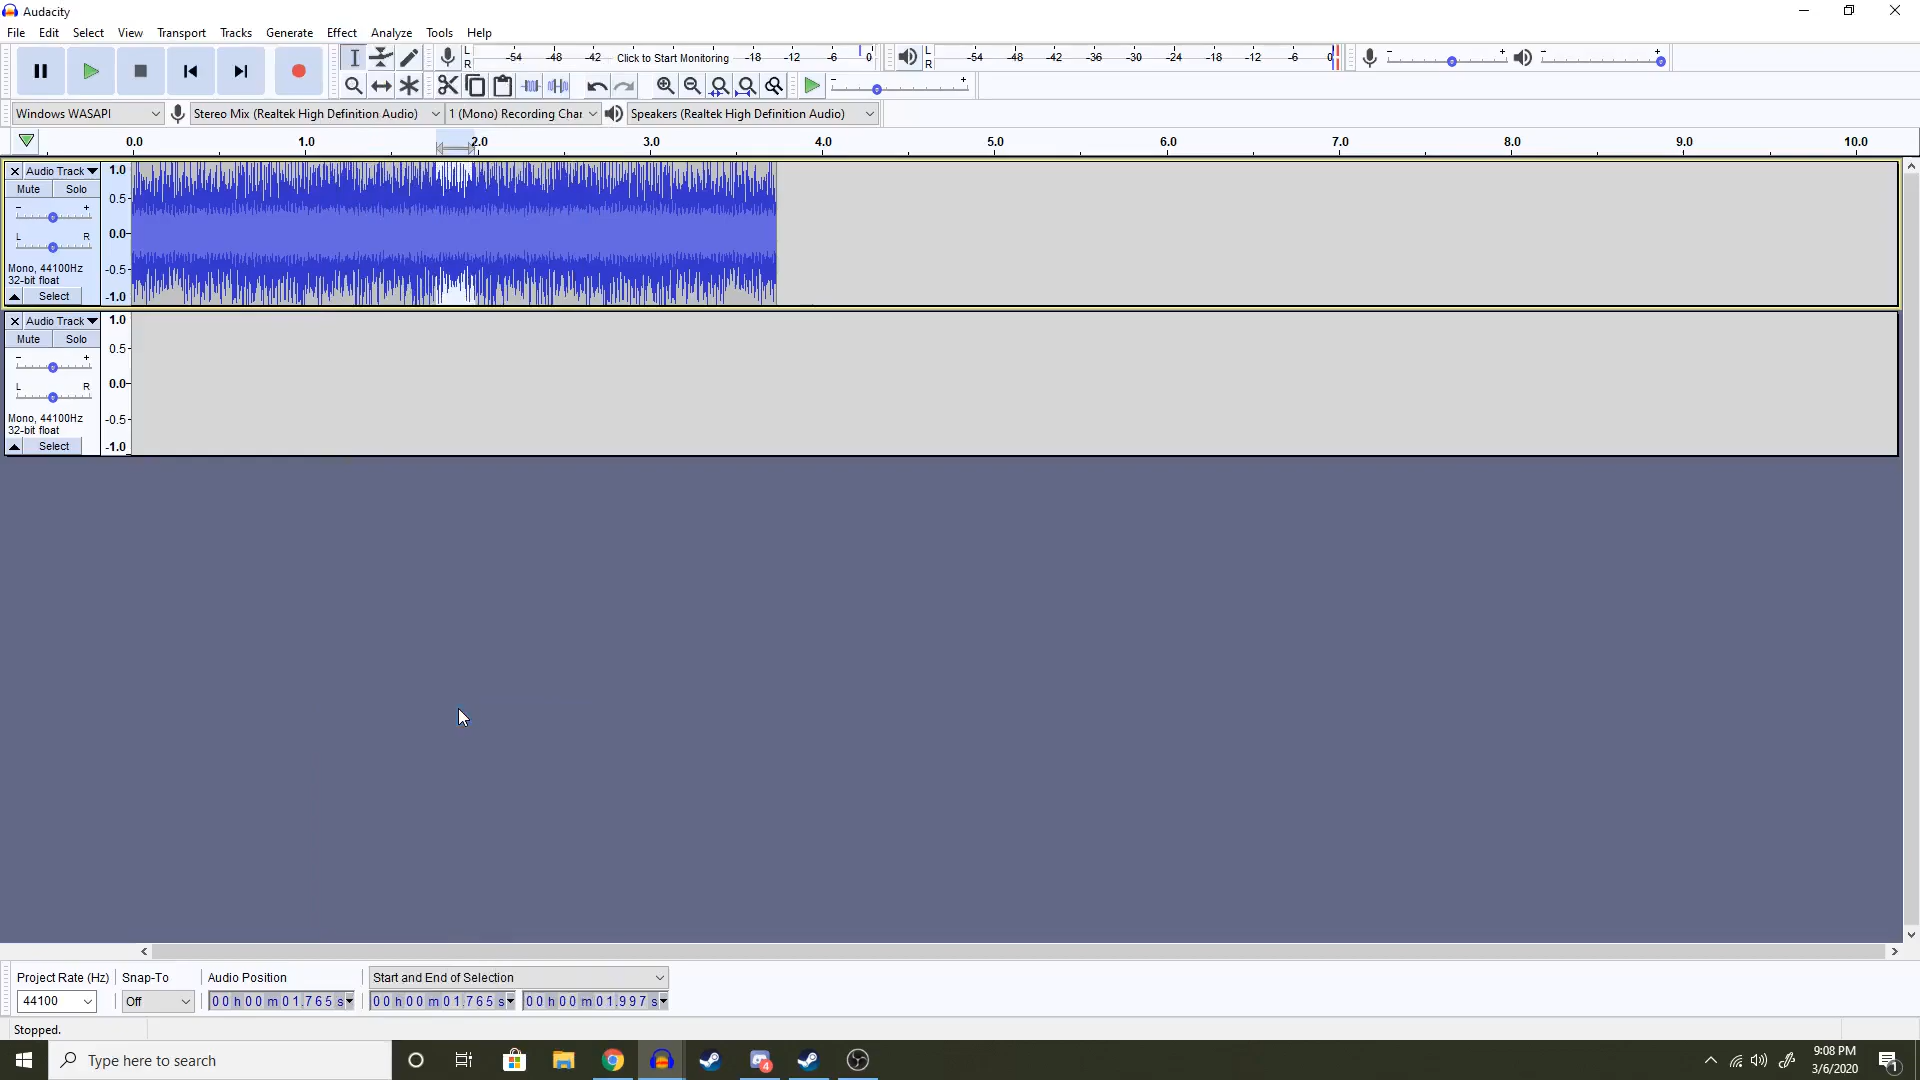 Audacity
File Edit Select View Transport Tracks Generate Effect Analyze Tools Help
L R -54 -48 -42 Click to Start Monitoring -18 -12 -6 0 L R -54 -48 -42 -36 -30 -24 -18 -12 -6 0 - + - +
- +
Windows WASAPI Stereo Mix (Realtek High Definition Audio) 1 (Mono) Recording Char Speakers (Realtek High Definition Audio)
0.0 1.0 2.0 3.0 4.0 5.0 6.0 7.0 8.0 9.0 10.0
Audio Track 1.0
Mute Solo
- + 0.5
L R 0.0
Mono, 44100Hz -0.5
32-bit float
Select -1.0
Audio Track 1.0
Mute Solo
- + 0.5
L R 0.0
Mono, 44100Hz -0.5
32-bit float
Select -1.0
Project Rate (Hz) Snap-To Audio Position Start and End of Selection
44100 Off 00 h 00 m 01.765 s 00 h 00 m 01.765 s 00 h 00 m 01.997 s
Stopped.
Type here to search 4 9:08 PM
3/6/2020 1